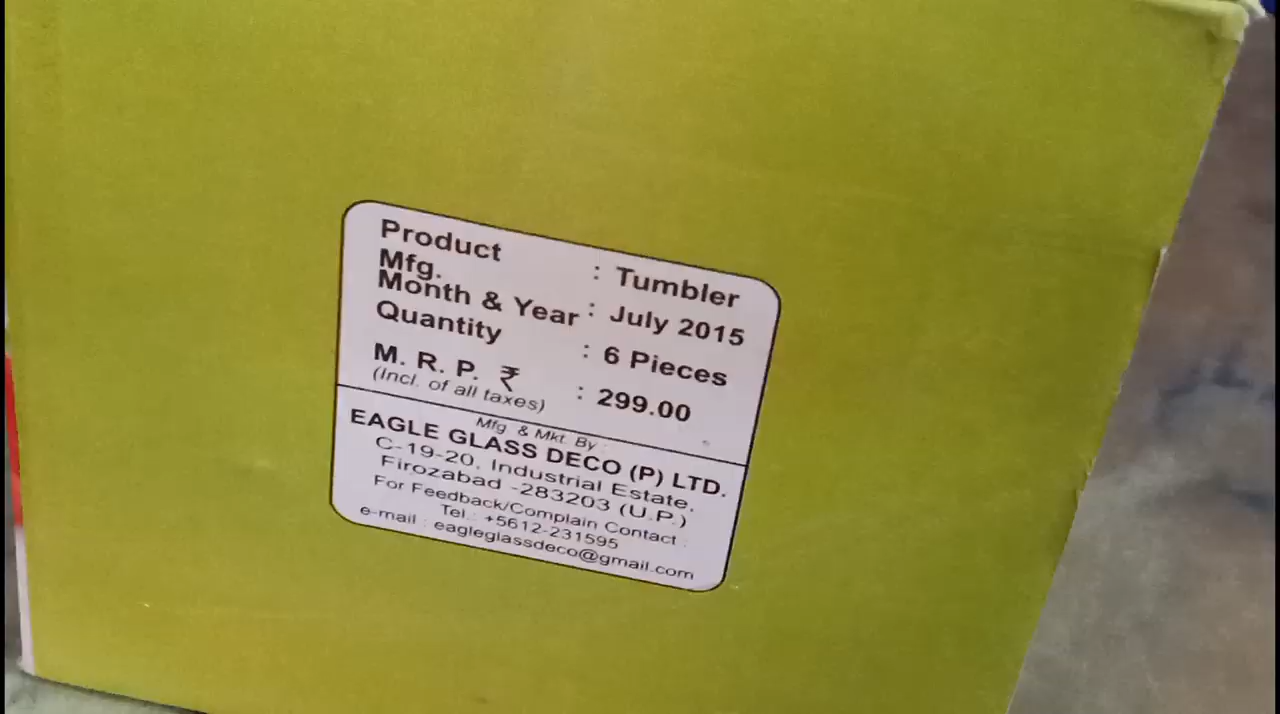 Product : Tumbler
Mfg.
Month & Year : July 2015
Quantity : 6 Pieces
M. R. P. ₹ : 299.00
(Incl. of all taxes)
Mfg. & Mkt. By :
EAGLE GLASS DECO (P) LTD.
C-19-20, Industrial Estate,
Firozabad -283203 (U.P.)
For Feedback/Complain Contact :
Tel.: +5612-231595
e-mail : eagleglassdeco@gmail.com